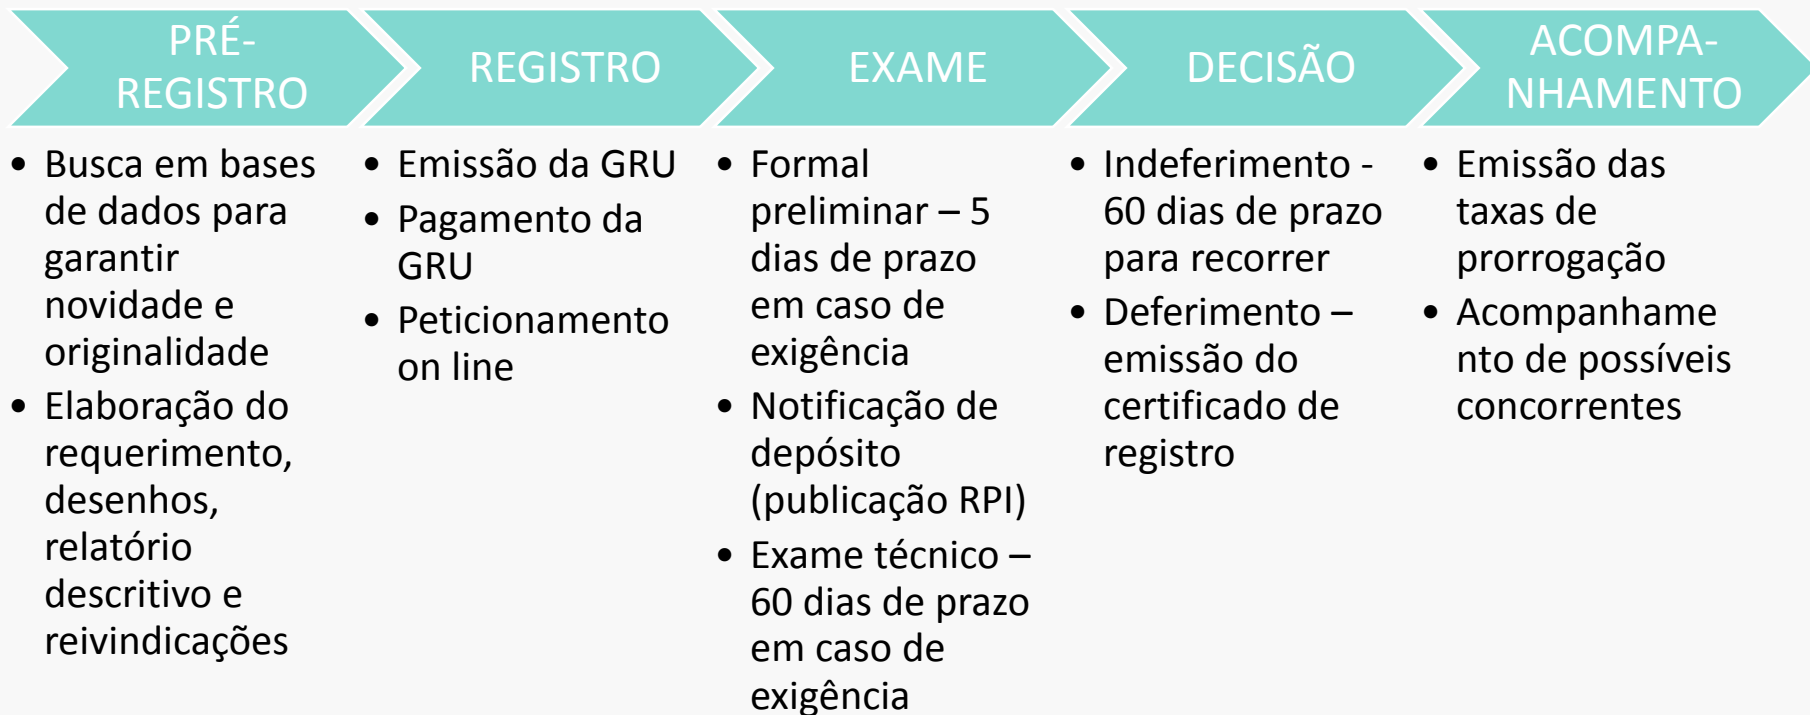 PRÉ-
REGISTRO
• Busca em bases
de dados para
garantir
novidade e
originalidade
• Elaboração do
requerimento,
desenhos,
relatório
descritivo e
reivindicações
REGISTRO
• Emissão da GRU
• Pagamento da
GRU
• Peticionamento
on line
EXAME
• Formal
preliminar – 5
dias de prazo
em caso de
exigência
• Notificação de
depósito
(publicação RPI)
• Exame técnico –
60 dias de prazo
em caso de
exigência
DECISÃO
• Indeferimento -
60 dias de prazo
para recorrer
• Deferimento –
emissão do
certificado de
registro
ACOMPA-
NHAMENTO
• Emissão das
taxas de
prorrogação
• Acompanhame
nto de possíveis
concorrentes